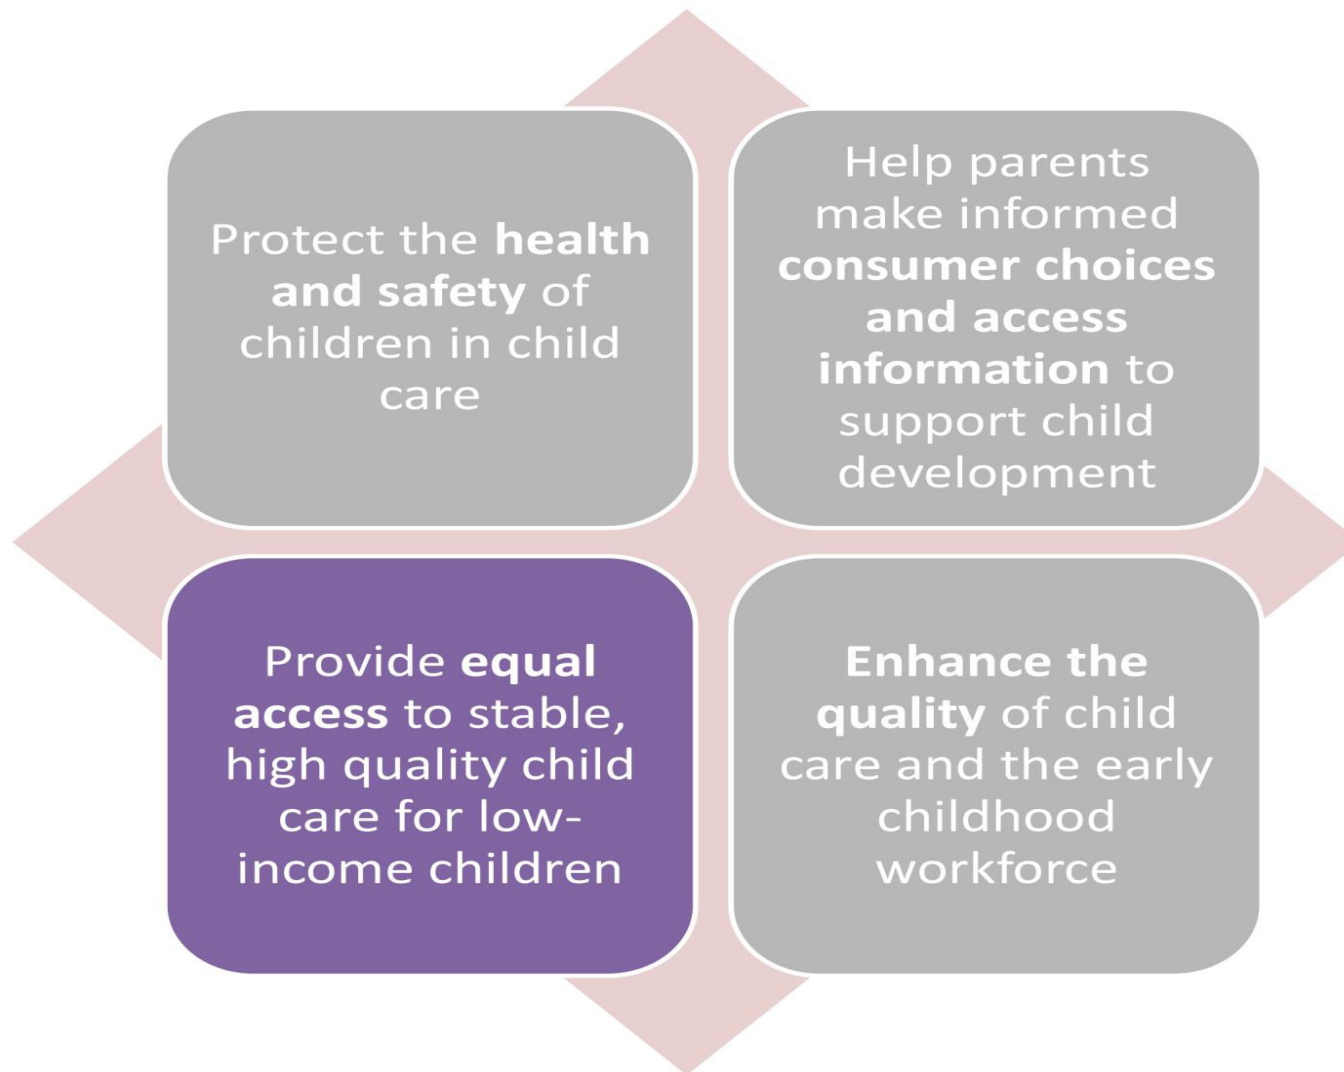 Protect the health
and safety of
children in child
care
Help parents
make informed
consumer choices
and access
information to
support child
development
Provide equal
access to stable,
high quality child
care for low-
income children
Enhance the
quality of child
care and the early
childhood
workforce